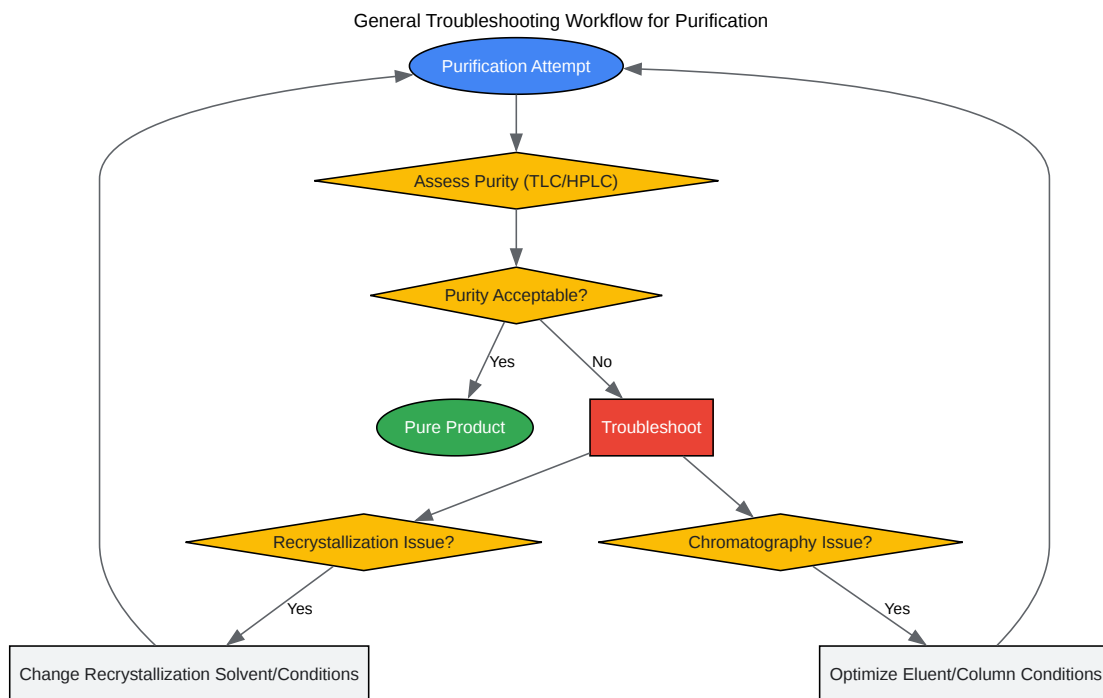 General Troubleshooting Workflow for Purification
Purification Attempt
Assess Purity (TLC/HPLC)
Purity Acceptable?
Yes
No
Pure Product
Troubleshoot
Recrystallization Issue?
Chromatography Issue?
Yes
Yes
Change Recrystallization Solvent/Conditions
Optimize Eluent/Column Conditions